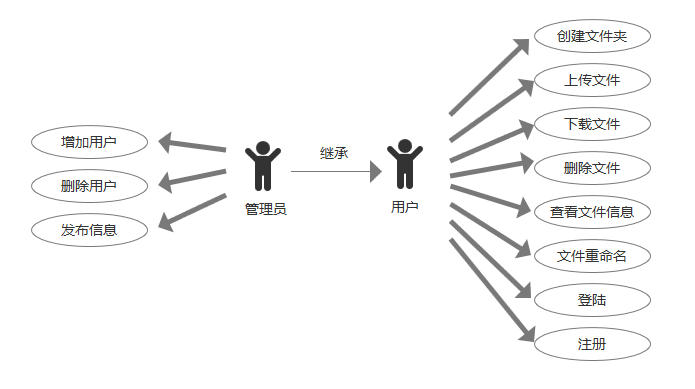 创建文件夹
上传文件
下载文件
删除文件
查看文件信息
文件重命名
登陆
注册
增加用户
删除用户
发布信息
管理员
继承
用户